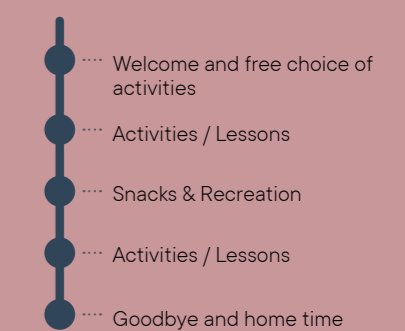 Welcome and free choice of
activities
Activities / Lessons
Snacks & Recreation
Activities / Lessons
Goodbye and home time